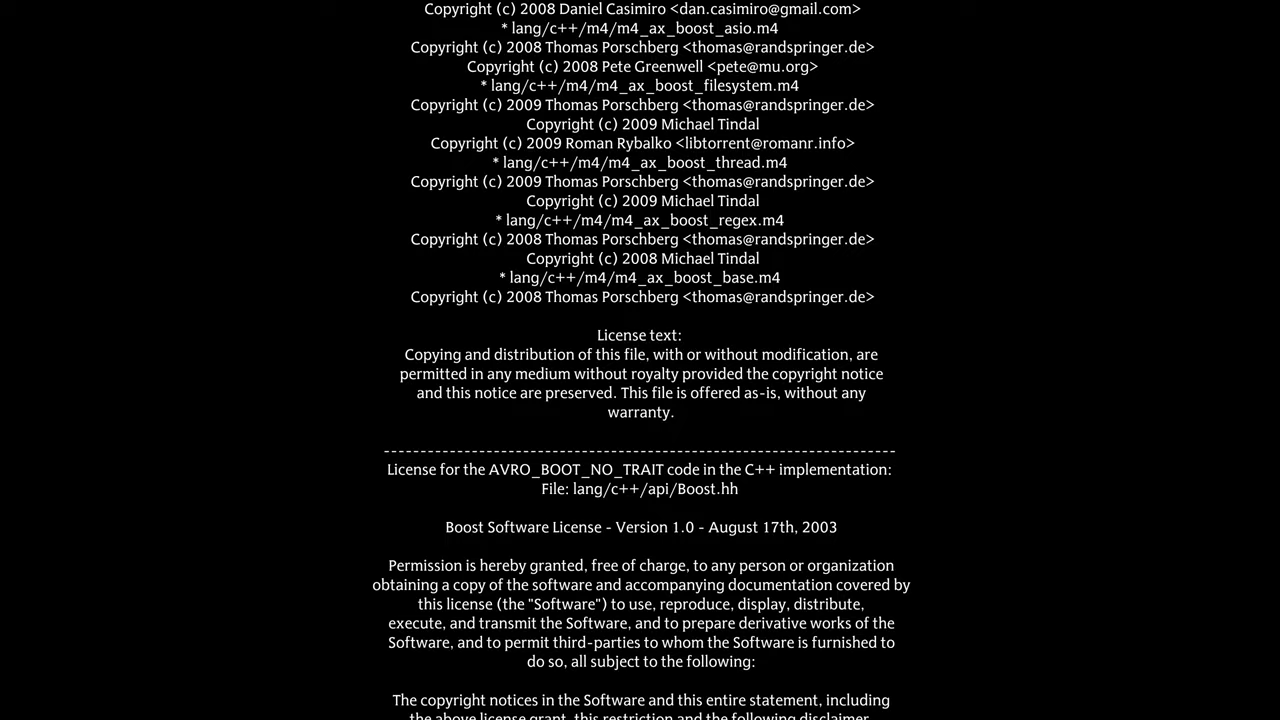 Copyright (c) 2008 Daniel Casimiro <dan.casimiro@gmail.com>
* lang/c++/m4/m4_ax_boost_asio.m4
Copyright (c) 2008 Thomas Porschberg <thomas@randspringer.de>
Copyright (c) 2008 Pete Greenwell <pete@mu.org>
* lang/c++/m4/m4_ax_boost_filesystem.m4
Copyright (c) 2009 Thomas Porschberg <thomas@randspringer.de>
Copyright (c) 2009 Michael Tindal
Copyright (c) 2009 Roman Rybalko <libtorrent@romanr.info>
* lang/c++/m4/m4_ax_boost_thread.m4
Copyright (c) 2009 Thomas Porschberg <thomas@randspringer.de>
Copyright (c) 2009 Michael Tindal
* lang/c++/m4/m4_ax_boost_regex.m4
Copyright (c) 2008 Thomas Porschberg <thomas@randspringer.de>
Copyright (c) 2008 Michael Tindal
* lang/c++/m4/m4_ax_boost_base.m4
Copyright (c) 2008 Thomas Porschberg <thomas@randspringer.de>
License text:
Copying and distribution of this file, with or without modification, are
permitted in any medium without royalty provided the copyright notice
and this notice are preserved. This file is offered as-is, without any
warranty.
----------------------------------------------------------------------
License for the AVRO_BOOT_NO_TRAIT code in the C++ implementation:
File: lang/c++/api/Boost.hh
Boost Software License - Version 1.0 - August 17th, 2003
Permission is hereby granted, free of charge, to any person or organization
obtaining a copy of the software and accompanying documentation covered by
this license (the "Software") to use, reproduce, display, distribute,
execute, and transmit the Software, and to prepare derivative works of the
Software, and to permit third-parties to whom the Software is furnished to
do so, all subject to the following:
The copyright notices in the Software and this entire statement, including
the above license grant, this restriction and the following disclaimer,